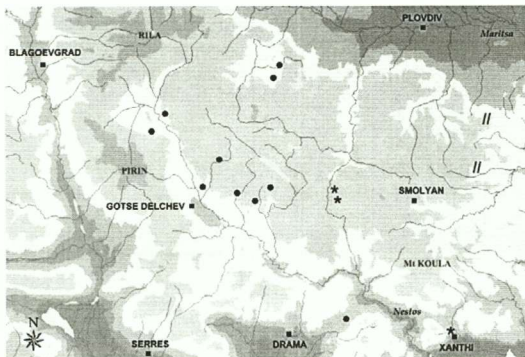 PLOVDIV
RILA
Maritsa
BLAGOEVGRAD
PIRIN
SMOLYAN
GOTSE DELCHEV
Mt KOULA
Nestos
N
SERRES
DRAMA
XANTHI